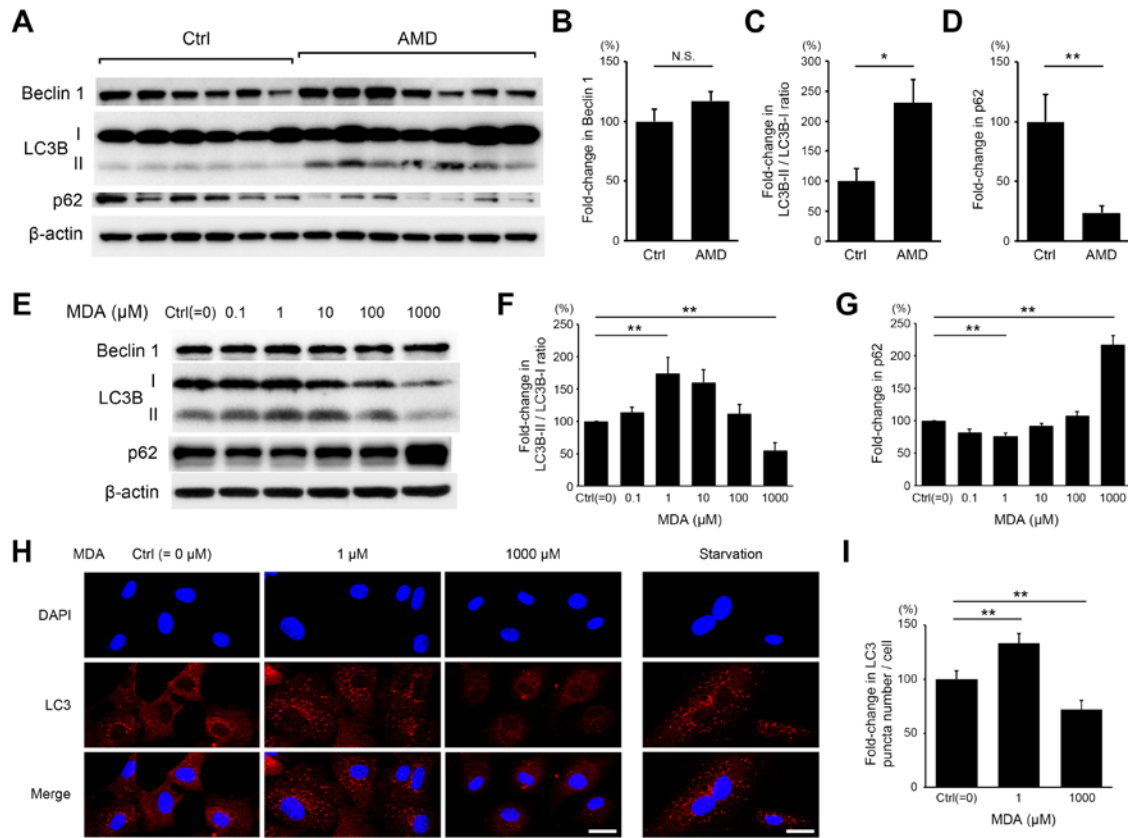 A
Ctrl
AMD
Beclin 1
LC3B
I
II
p62
β-actin
B
(%)
Fold-change in Beclin 1
150
100
50
0
N.S.
Ctrl AMD
C
(%)
Fold-change in
LC3B-II / LC3B-I ratio
300
250
200
150
100
50
0
*
Ctrl AMD
D
(%)
Fold-change in p62
150
100
50
0
**
Ctrl AMD
E
MDA (µM) Ctrl(=0) 0.1 1 10 100 1000
Beclin 1
LC3B
I
II
p62
β-actin
F
(%)
Fold-change in
LC3B-II / LC3B-I ratio
250
200
150
100
50
0
**
**
Ctrl(=0) 0.1 1 10 100 1000
MDA (µM)
G
(%)
Fold-change in p62
250
200
150
100
50
0
**
**
Ctrl(=0) 0.1 1 10 100 1000
MDA (µM)
H
MDA Ctrl (= 0 µM) 1 µM 1000 µM Starvation
DAPI
LC3
Merge
I
(%)
Fold-change in LC3
puncta number / cell
150
100
50
0
**
**
Ctrl(=0) 1 1000
MDA (µM)